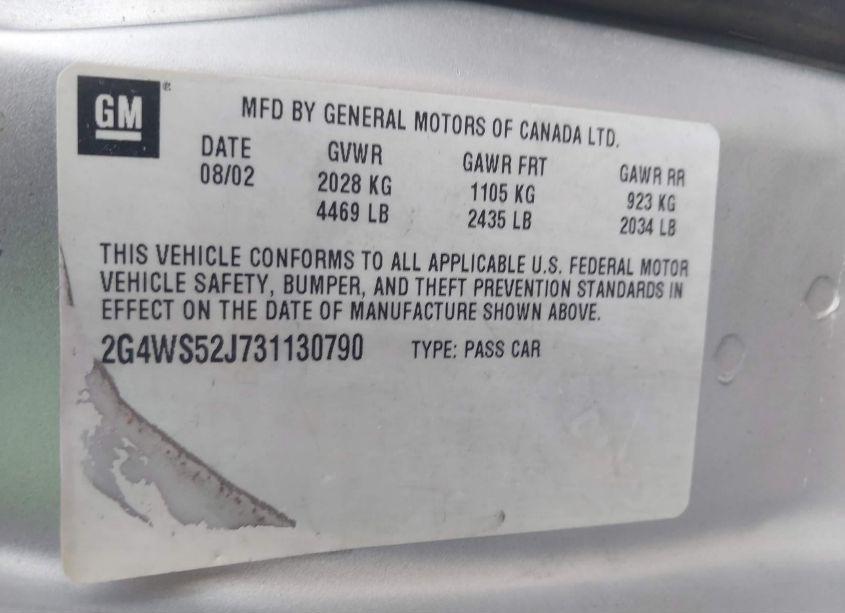 GM®
MFD BY GENERAL MOTORS OF CANADA LTD.
DATE GVWR GAWR FRT GAWR RR
08/02 2028 KG 1105 KG 923 KG
4469 LB 2435 LB 2034 LB
THIS VEHICLE CONFORMS TO ALL APPLICABLE U.S. FEDERAL MOTOR
VEHICLE SAFETY, BUMPER, AND THEFT PREVENTION STANDARDS IN
EFFECT ON THE DATE OF MANUFACTURE SHOWN ABOVE.
2G4WS52J731130790 TYPE: PASS CAR